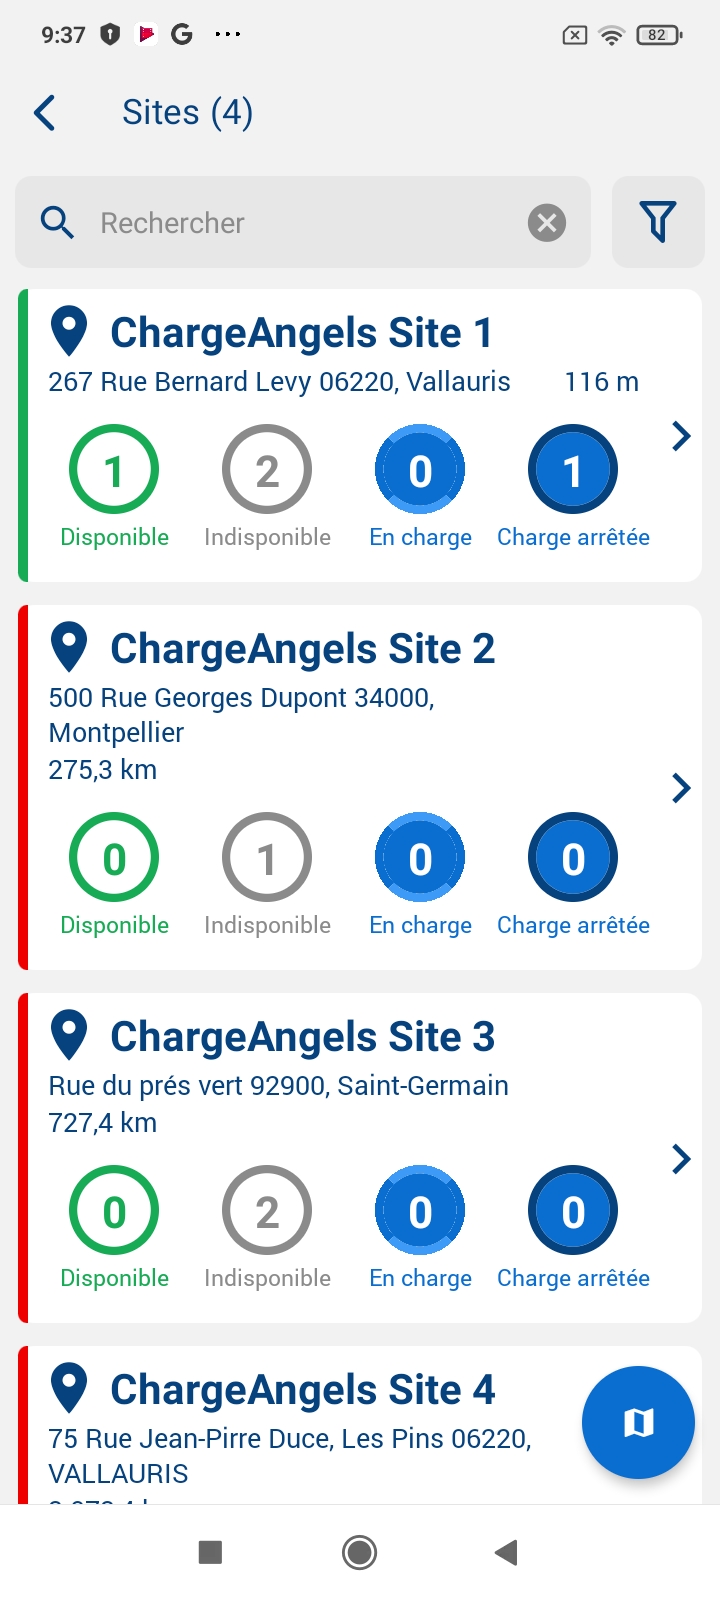 9:37
82
Sites (4)
Rechercher
ChargeAngels Site 1
267 Rue Bernard Levy 06220, Vallauris 116 m
1 2 0 1
Disponible Indisponible En charge Charge arrêtée
ChargeAngels Site 2
500 Rue Georges Dupont 34000,
Montpellier
275,3 km
0 1 0 0
Disponible Indisponible En charge Charge arrêtée
ChargeAngels Site 3
Rue du prés vert 92900, Saint-Germain
727,4 km
0 2 0 0
Disponible Indisponible En charge Charge arrêtée
ChargeAngels Site 4
75 Rue Jean-Pirre Duce, Les Pins 06220,
VALLAURIS